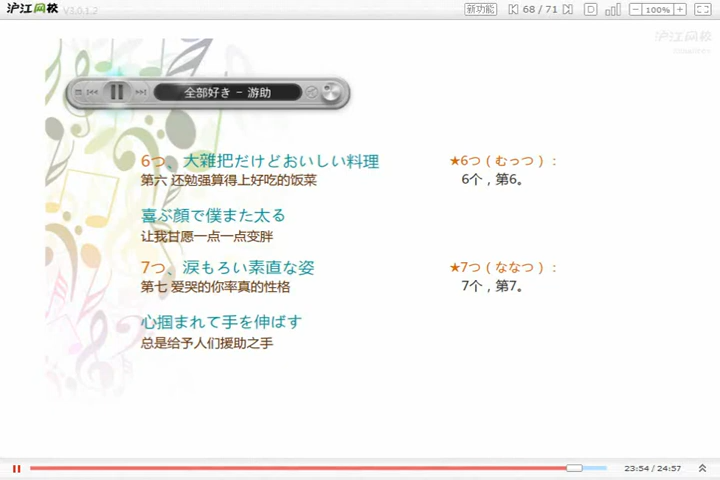 沪江网校 V3.0.1.2 新功能 68 / 71 D 100%
沪江网校
全部好き - 游助
6つ、大雑把だけどおいしい料理 ★6つ（むっつ）：
第六 还勉强算得上好吃的饭菜 6个，第6。
喜ぶ顔で僕また太る
让我甘愿一点一点变胖
7つ、涙もろい素直な姿 ★7つ（ななつ）：
第七 爱哭的你率真的性格 7个，第7。
心掴まれて手を伸ばす
总是给予人们援助之手
23:54 / 24:57